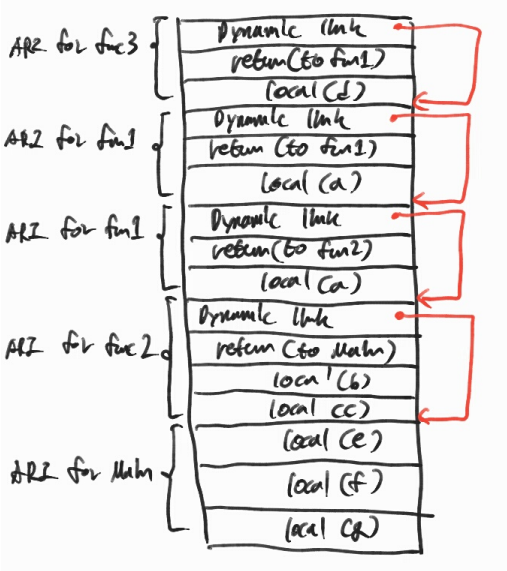 ARI for func3
Dynamic link
return(to fun1)
local (d)
ARI for fun1
Dynamic link
return (to fun1)
local (a)
ARI for fun1
Dynamic link
return(to fun2)
local (a)
ARI for func2
Dynamic link
return (to Main)
local (b)
local (c)
ARI for Main
local (e)
local (f)
local (g)